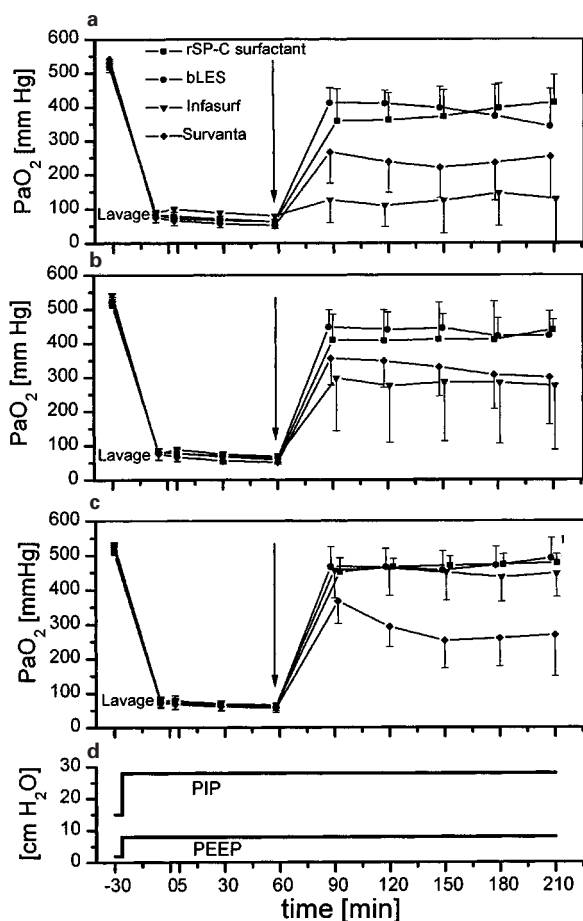 a
PaO₂ [mm Hg]
600
500
400
300
200
100
0
rSP-C surfactant
bLES
Infasurf
Survanta
Lavage
b
PaO₂ [mm Hg]
600
500
400
300
200
100
0
Lavage
c
PaO₂ [mmHg]
600
500
400
300
200
100
0
Lavage
d
[cm H₂O]
30
20
10
0
PIP
PEEP
-30 0 5 30 60 90 120 150 180 210
time [min]